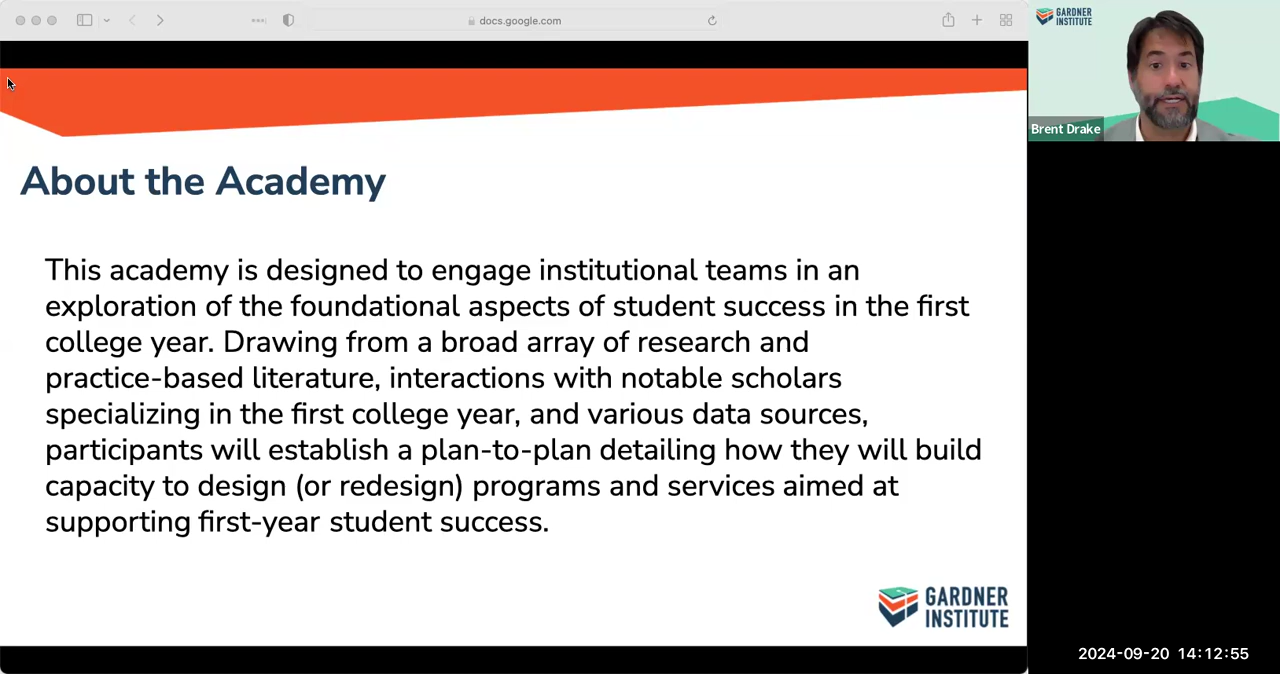 docs.google.com
GARDNER
INSTITUTE
Brent Drake
About the Academy
This academy is designed to engage institutional teams in an
exploration of the foundational aspects of student success in the first
college year. Drawing from a broad array of research and
practice-based literature, interactions with notable scholars
specializing in the first college year, and various data sources,
participants will establish a plan-to-plan detailing how they will build
capacity to design (or redesign) programs and services aimed at
supporting first-year student success.
GARDNER
INSTITUTE
2024-09-20 14:12:55